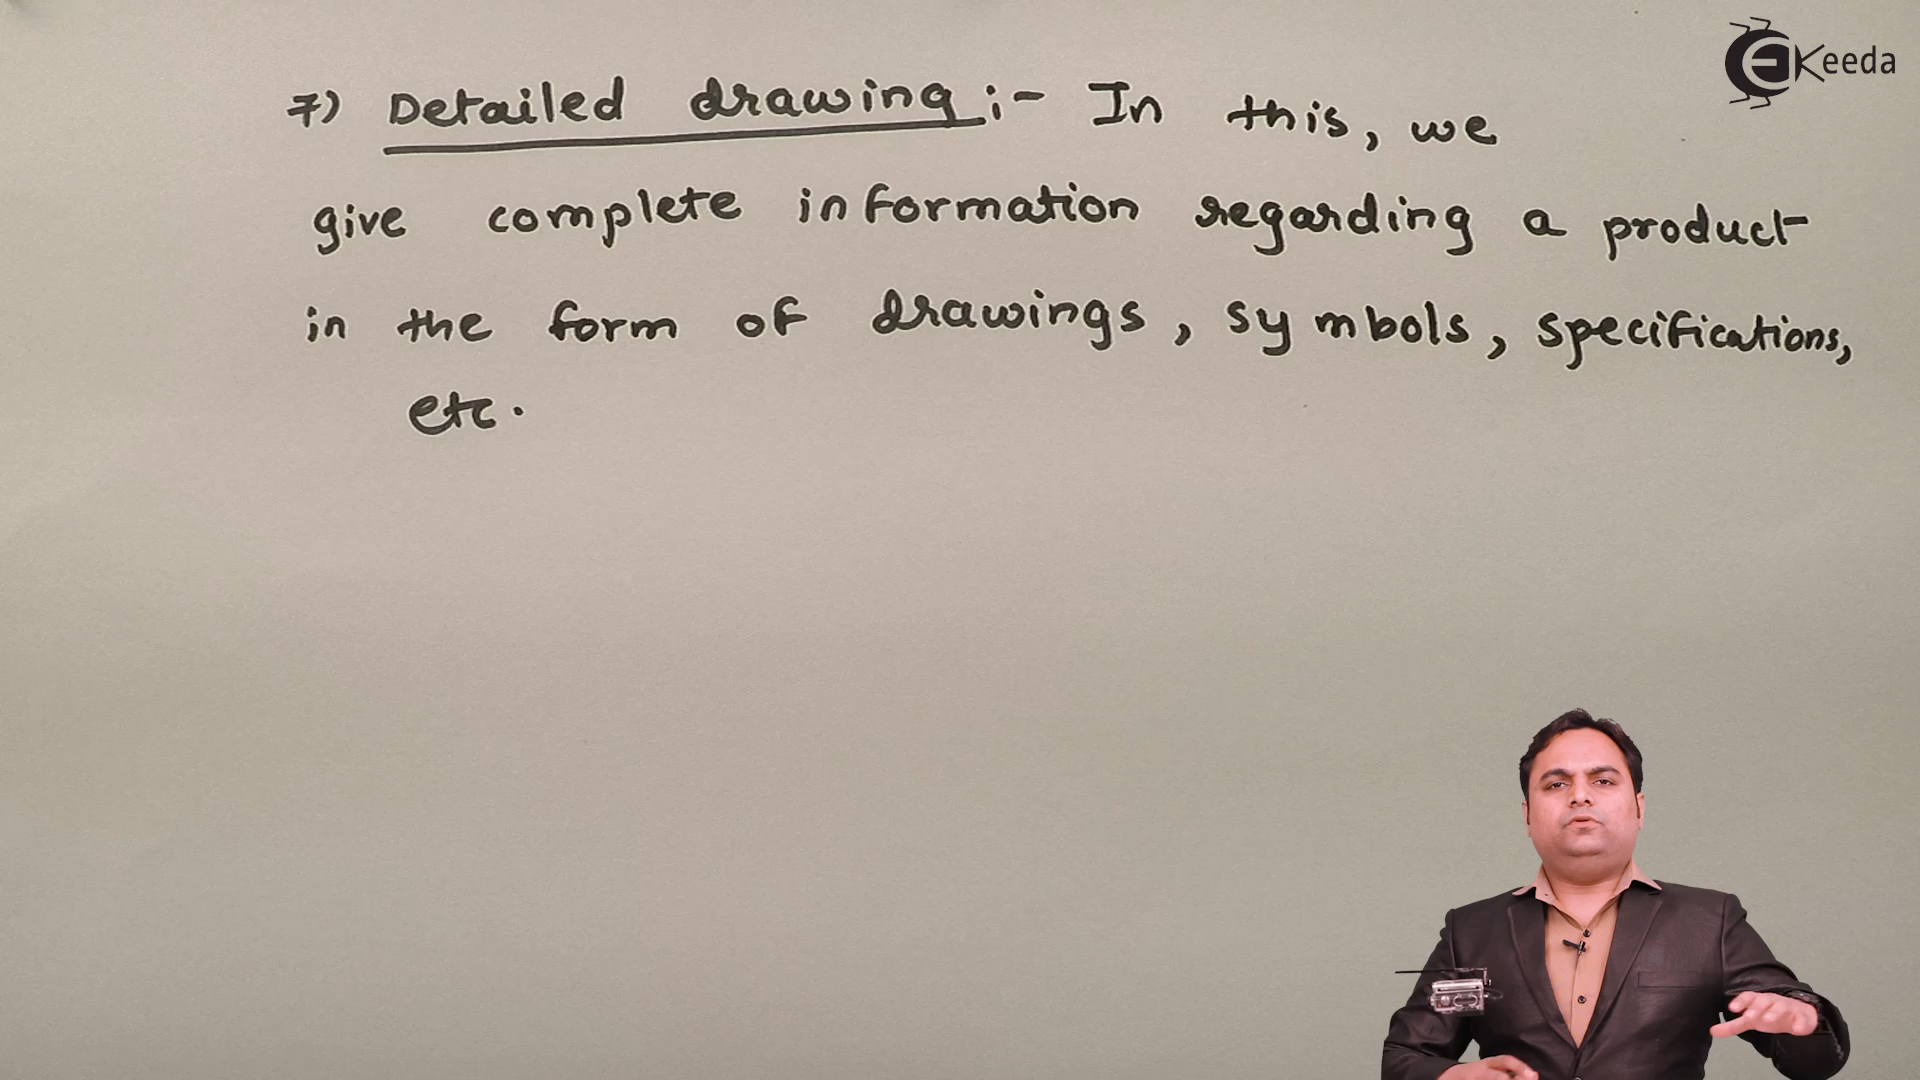 EKeeda
7) Detailed drawing :- In this, we
give complete information regarding a product
in the form of drawings, symbols, specifications,
etc.